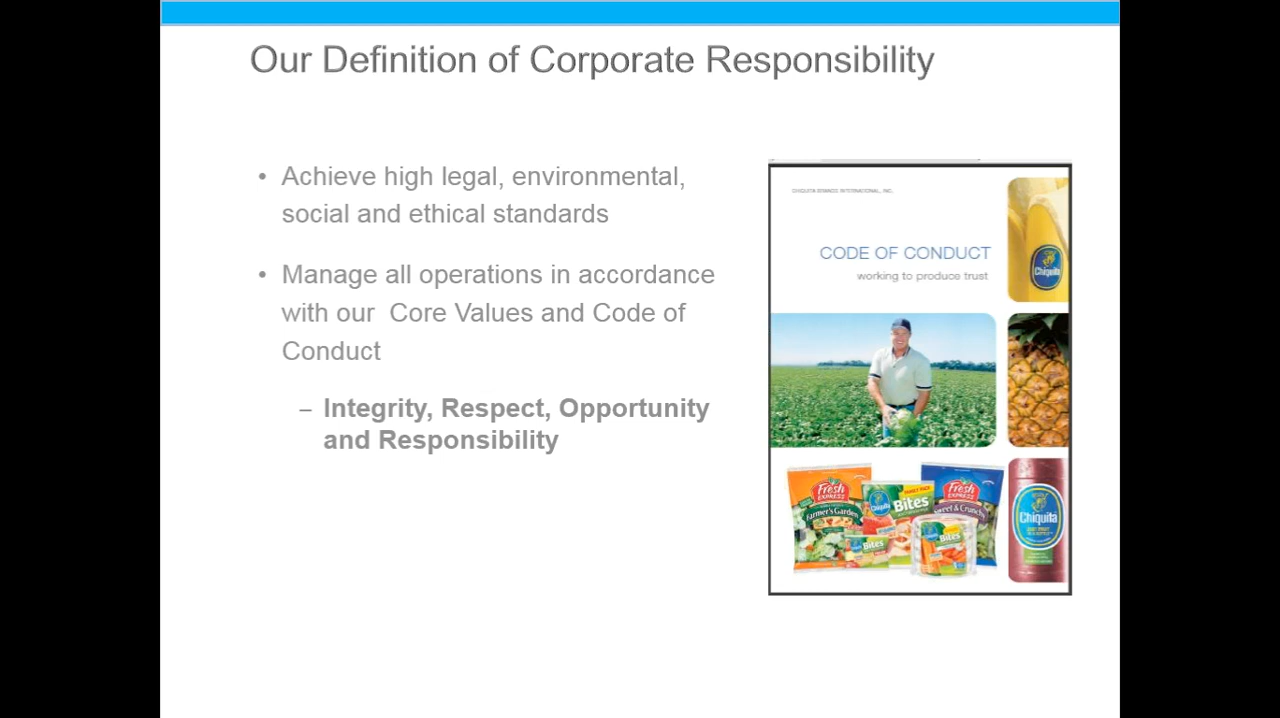 Our Definition of Corporate Responsibility
• Achieve high legal, environmental,
social and ethical standards
• Manage all operations in accordance
with our  Core Values and Code of
Conduct
– Integrity, Respect, Opportunity
and Responsibility
CHIQUITA BRANDS INTERNATIONAL, INC.
CODE OF CONDUCT
working to produce trust
Chiquita
Fresh
EXPRESS
Farmer's Garden
Chiquita
FAMILY PACK
Bites
Bites
Fresh
EXPRESS
Sweet & Crunchy
Bites
Chiquita